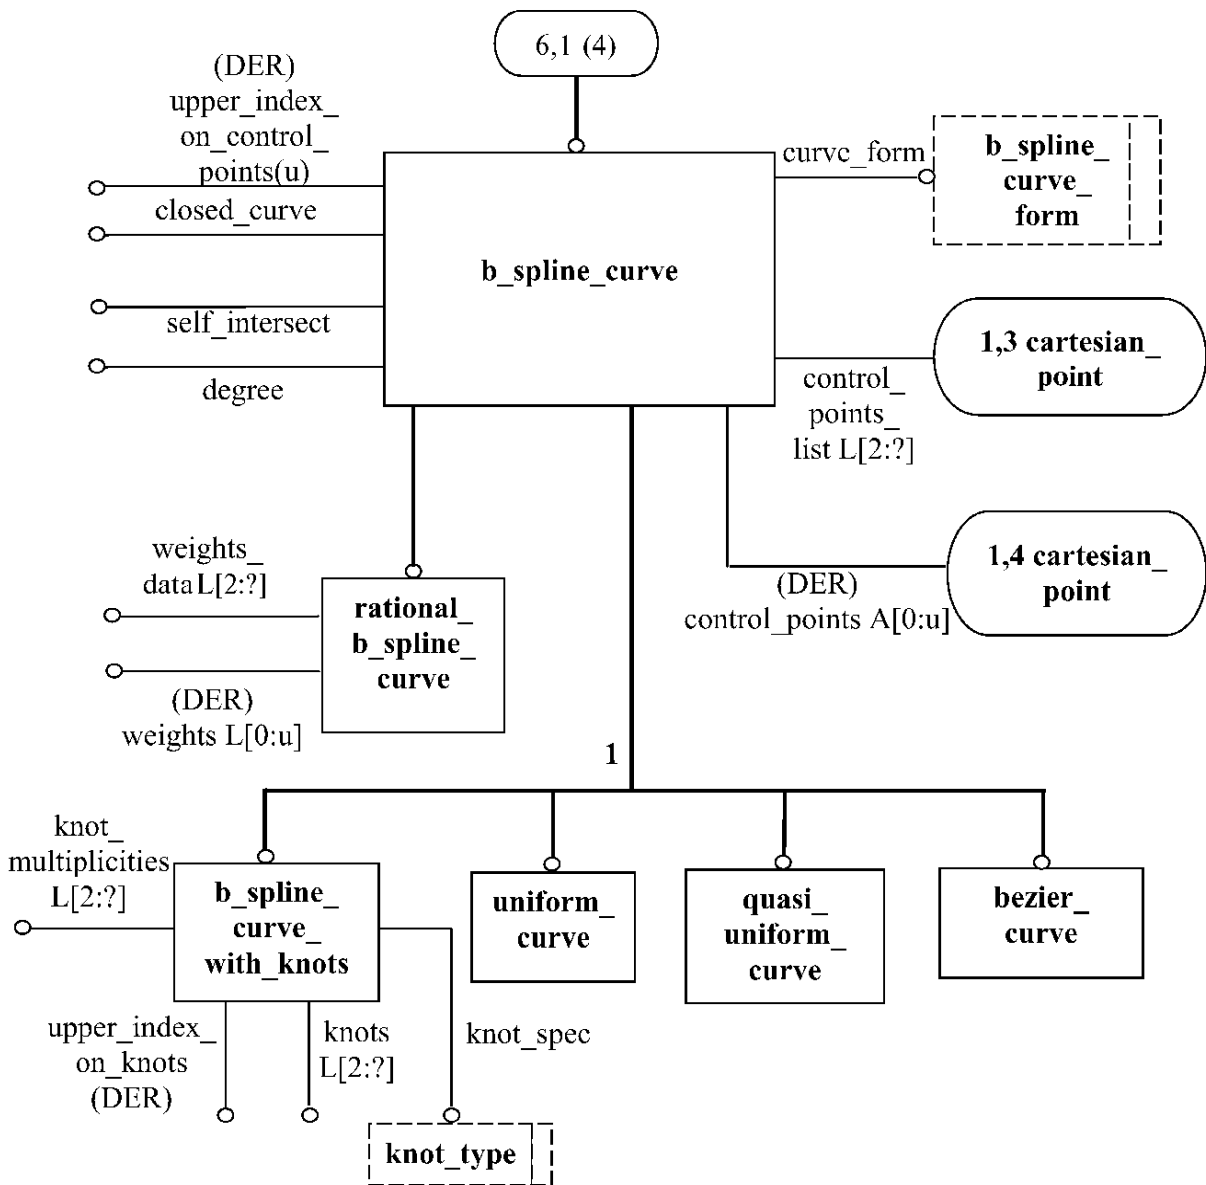 6,1 (4)
(DER)
upper_index_
on_control_
points(u)
closed_curve
self_intersect
degree
b_spline_curve
curve_form
b_spline_
curve_
form
1,3 cartesian_
point
control_
points_
list L[2:?]
1,4 cartesian_
point
(DER)
control_points A[0:u]
weights_
data L[2:?]
(DER)
weights L[0:u]
rational_
b_spline_
curve
1
knot_
multiplicities
L[2:?]
b_spline_
curve_
with_knots
uniform_
curve
quasi_
uniform_
curve
bezier_
curve
upper_index_
on_knots
(DER)
knots
L[2:?]
knot_spec
knot_type